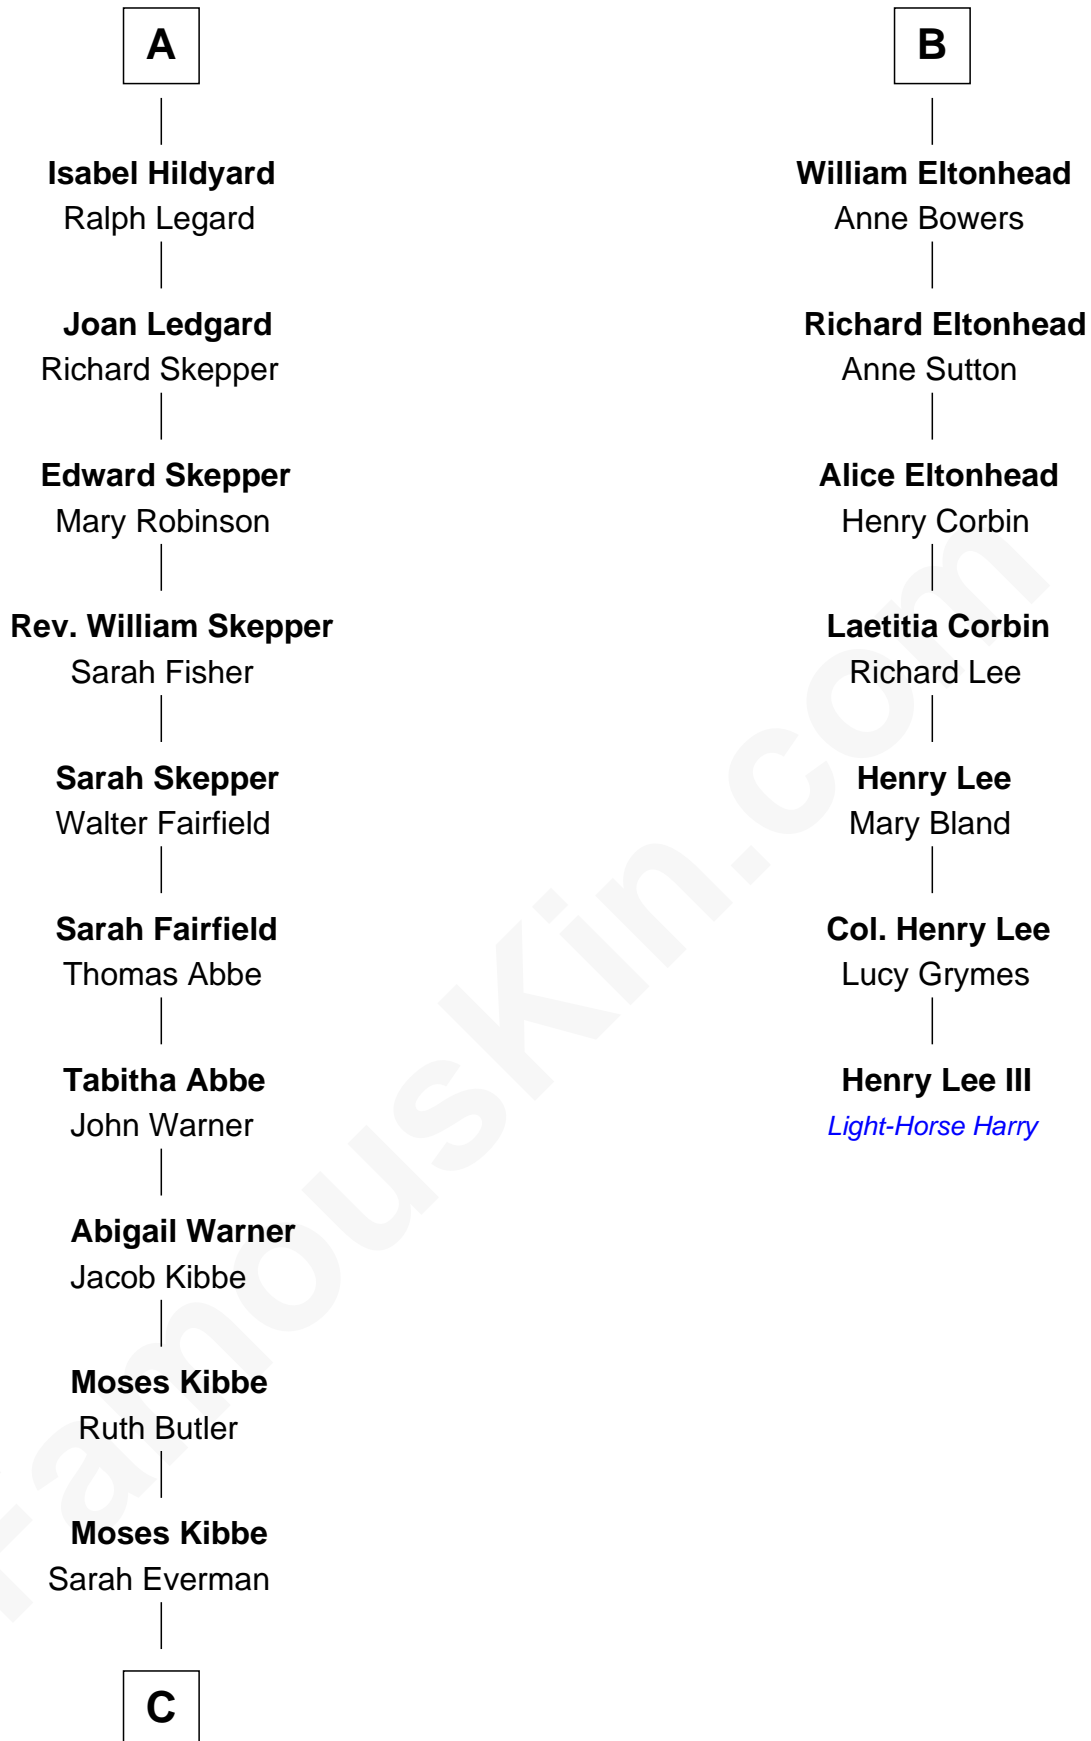 A
Isabel Hildyard
Ralph Legard
Joan Ledgard
Richard Skepper
Edward Skepper
Mary Robinson
Rev. William Skepper
Sarah Fisher
Sarah Skepper
Walter Fairfield
Sarah Fairfield
Thomas Abbe
Tabitha Abbe
John Warner
Abigail Warner
Jacob Kibbe
Moses Kibbe
Ruth Butler
Moses Kibbe
Sarah Everman
C
B
William Eltonhead
Anne Bowers
Richard Eltonhead
Anne Sutton
Alice Eltonhead
Henry Corbin
Laetitia Corbin
Richard Lee
Henry Lee
Mary Bland
Col. Henry Lee
Lucy Grymes
Henry Lee III
Light-Horse Harry
FamousKin.com